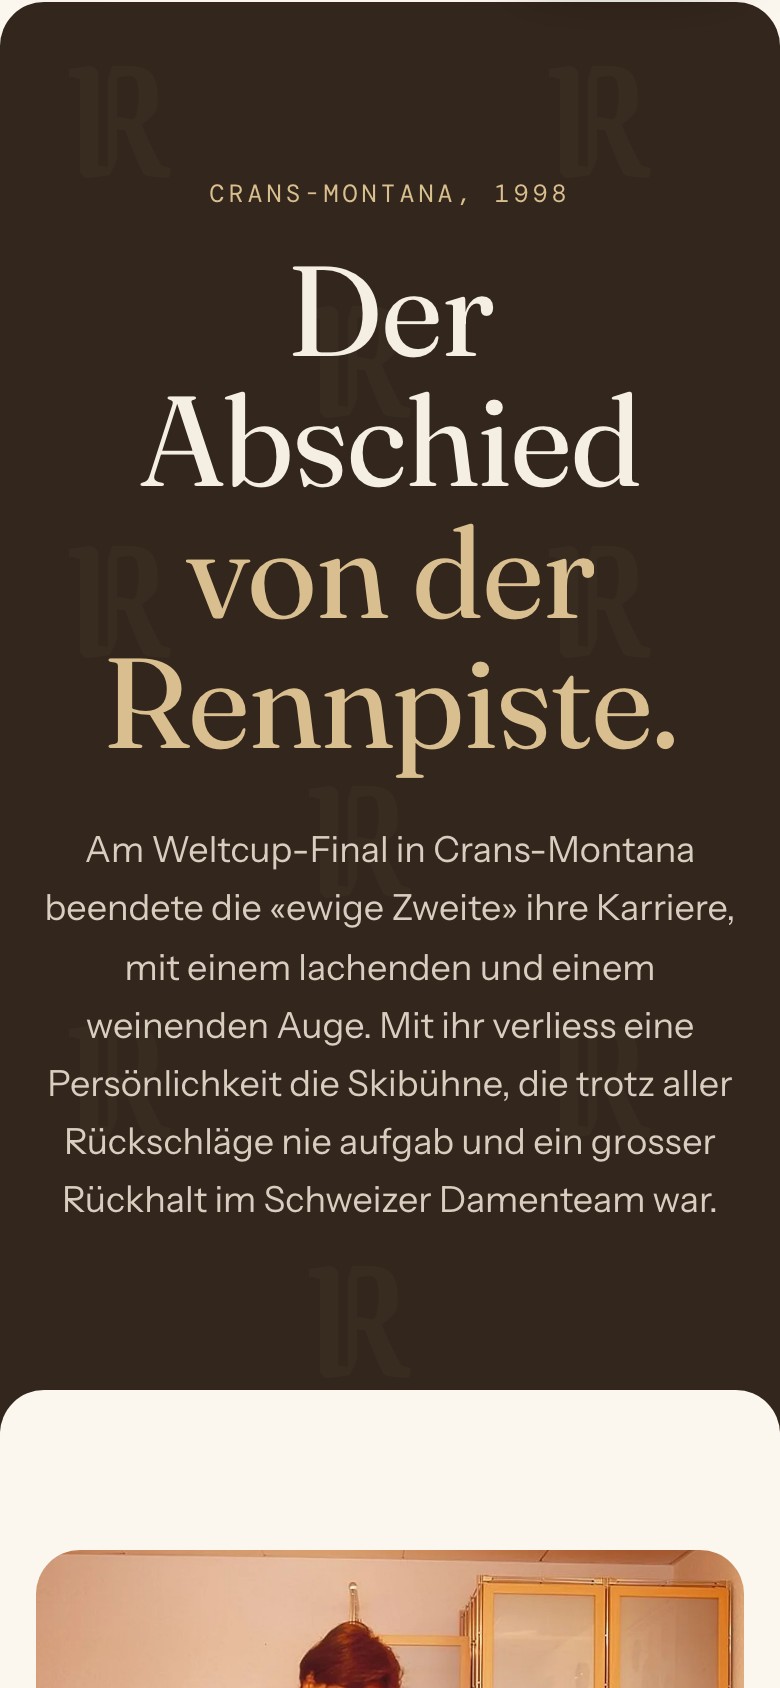 CRANS-MONTANA, 1998
Der
Abschied
von der
Rennpiste.
Am Weltcup-Final in Crans-Montana
beendete die «ewige Zweite» ihre Karriere,
mit einem lachenden und einem
weinenden Auge. Mit ihr verliess eine
Persönlichkeit die Skibühne, die trotz aller
Rückschläge nie aufgab und ein grosser
Rückhalt im Schweizer Damenteam war.